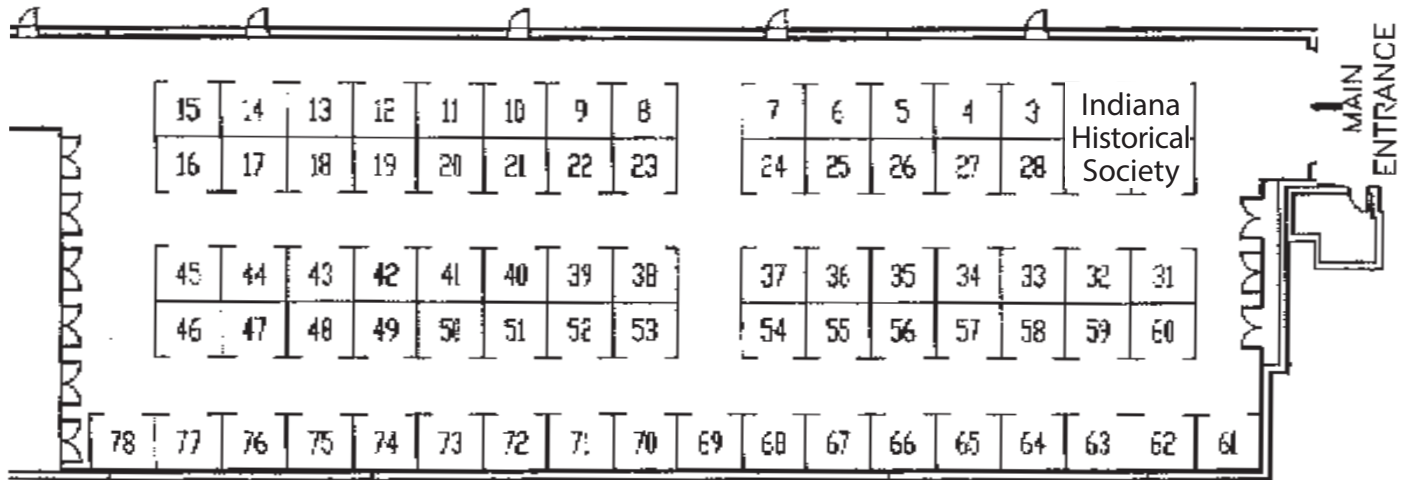 15 14 13 12 11 10 9 8 7 6 5 4 3 Indiana
Historical
Society
16 17 18 19 20 21 22 23 24 25 26 27 28
MAIN
ENTRANCE
45 44 43 42 41 40 39 38 37 36 35 34 33 32 31
46 47 48 49 50 51 52 53 54 55 56 57 58 59 60
78 77 76 75 74 73 72 71 70 69 68 67 66 65 64 63 62 61